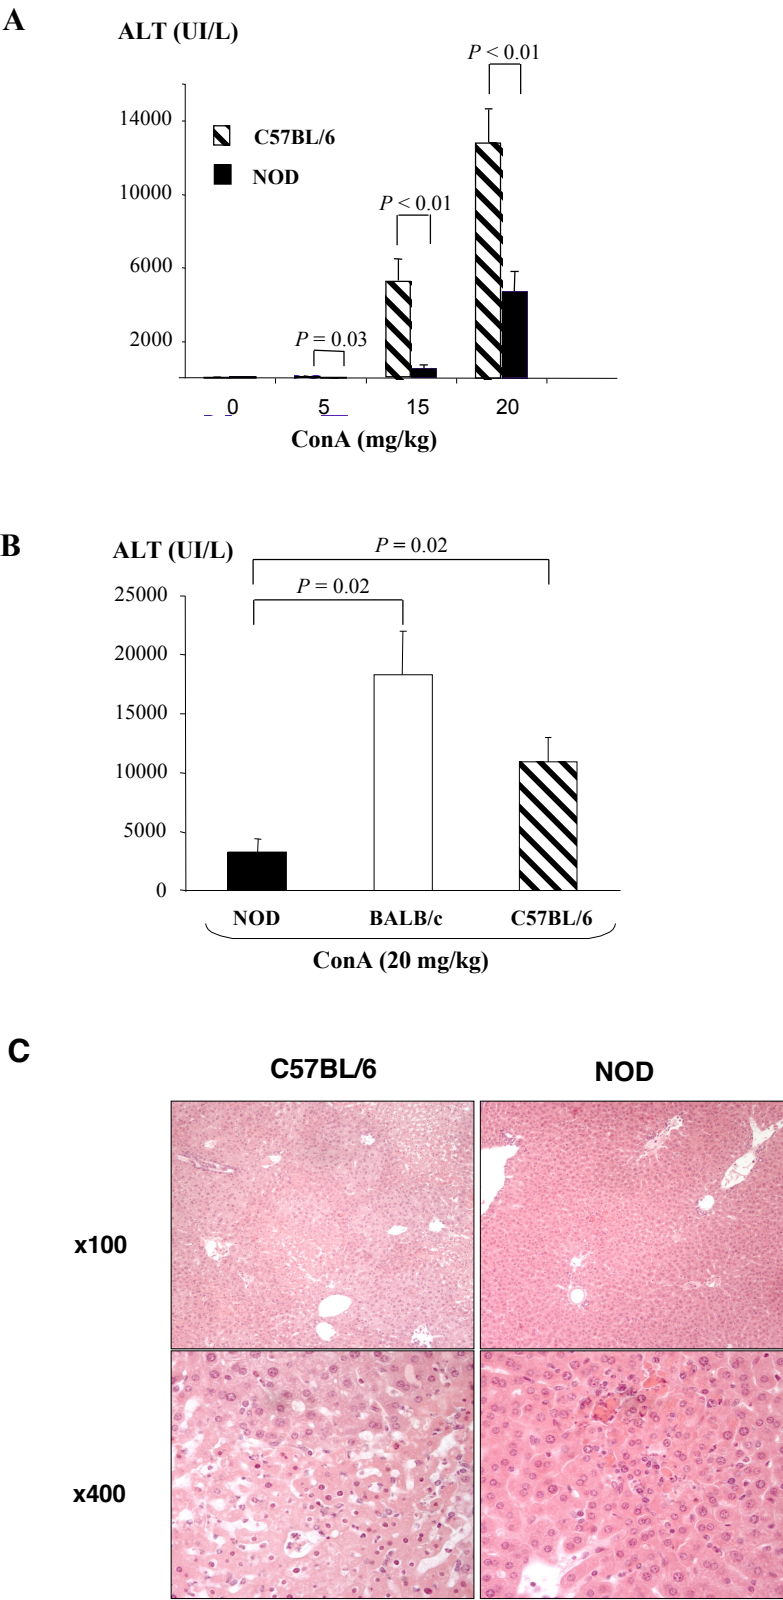 A
ALT (UI/L)
P < 0.01
14000
C57BL/6
NOD
10000
P < 0.01
6000
2000
P = 0.03
0 5 15 20
ConA (mg/kg)
B
ALT (UI/L)
P = 0.02
P = 0.02
25000
20000
15000
10000
5000
0
NOD BALB/c C57BL/6
ConA (20 mg/kg)
C
C57BL/6 NOD
x100
x400